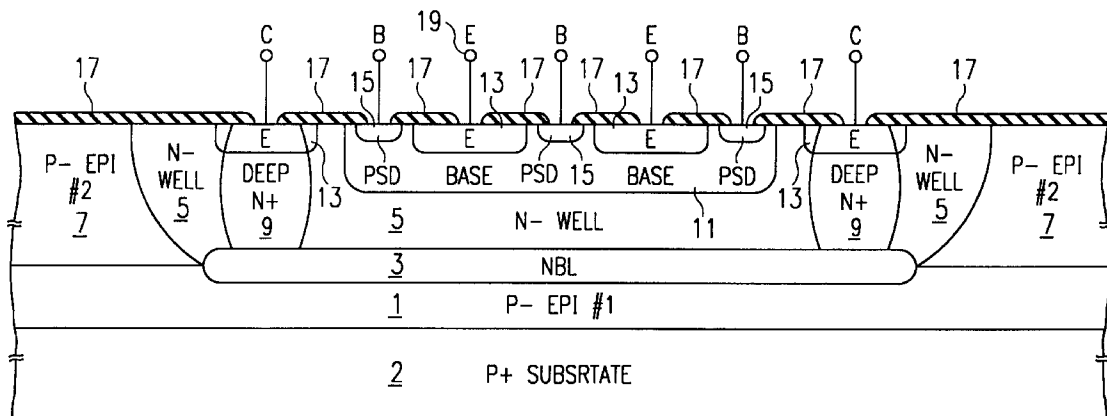 C B 19 E B E B C
17 17 15 17 13 17 17 13 17 15 17 17
E E E E
P- EPI #2 7
N- WELL 5
DEEP N+ 9
13
PSD BASE PSD 15 BASE PSD
11
13
DEEP N+ 9
N- WELL 5
P- EPI #2 7
5 N- WELL
3 NBL
1 P- EPI #1
2 P+ SUBSRTATE